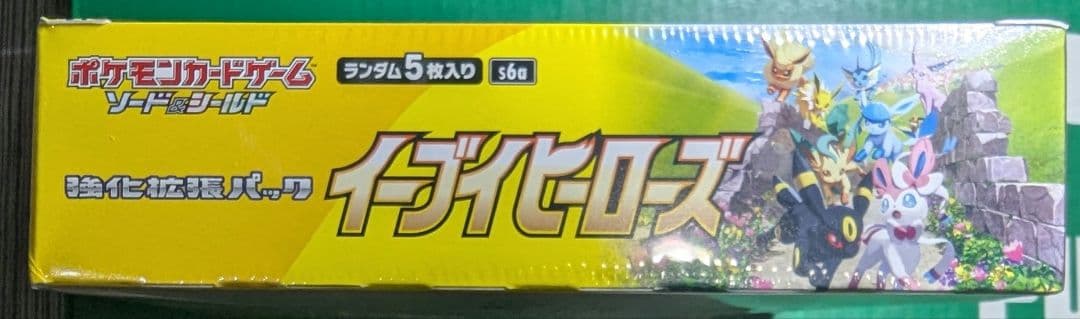 ポケモンカードゲーム
ソード&シールド
ランダム5枚入り s6a
強化拡張パック
イーブイヒーローズ